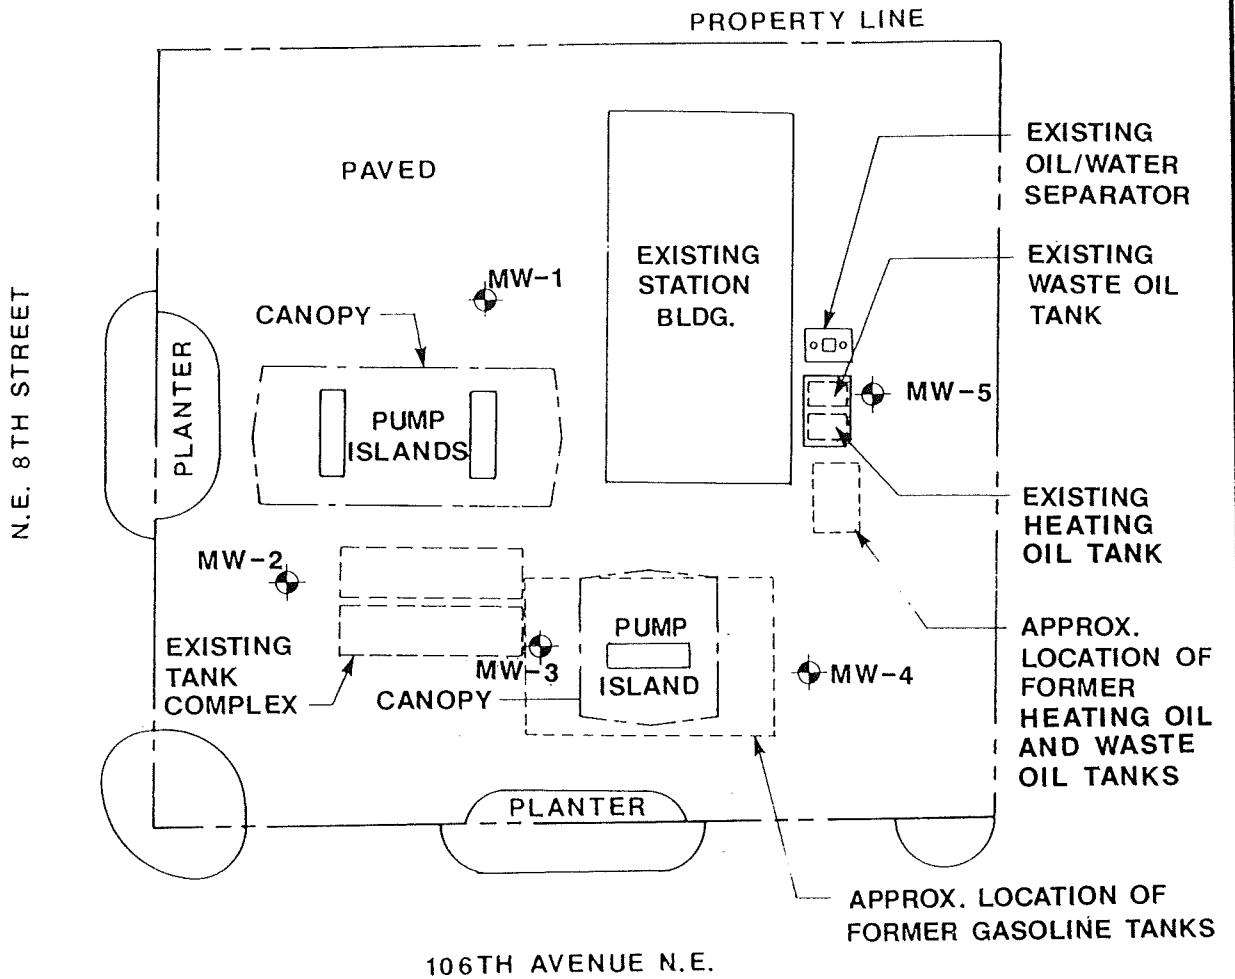 PROPERTY LINE
EXISTING
OIL/WATER
SEPARATOR
PAVED
EXISTING
STATION
BLDG.
EXISTING
WASTE OIL
TANK
MW-1
CANOPY
N.E. 8TH STREET
PLANTER
PUMP
ISLANDS
MW-5
EXISTING
HEATING
OIL TANK
MW-2
EXISTING
TANK
COMPLEX
MW-3
CANOPY
PUMP
ISLAND
MW-4
APPROX.
LOCATION OF
FORMER
HEATING OIL
AND WASTE
OIL TANKS
PLANTER
APPROX. LOCATION OF
FORMER GASOLINE TANKS
106TH AVENUE N.E.